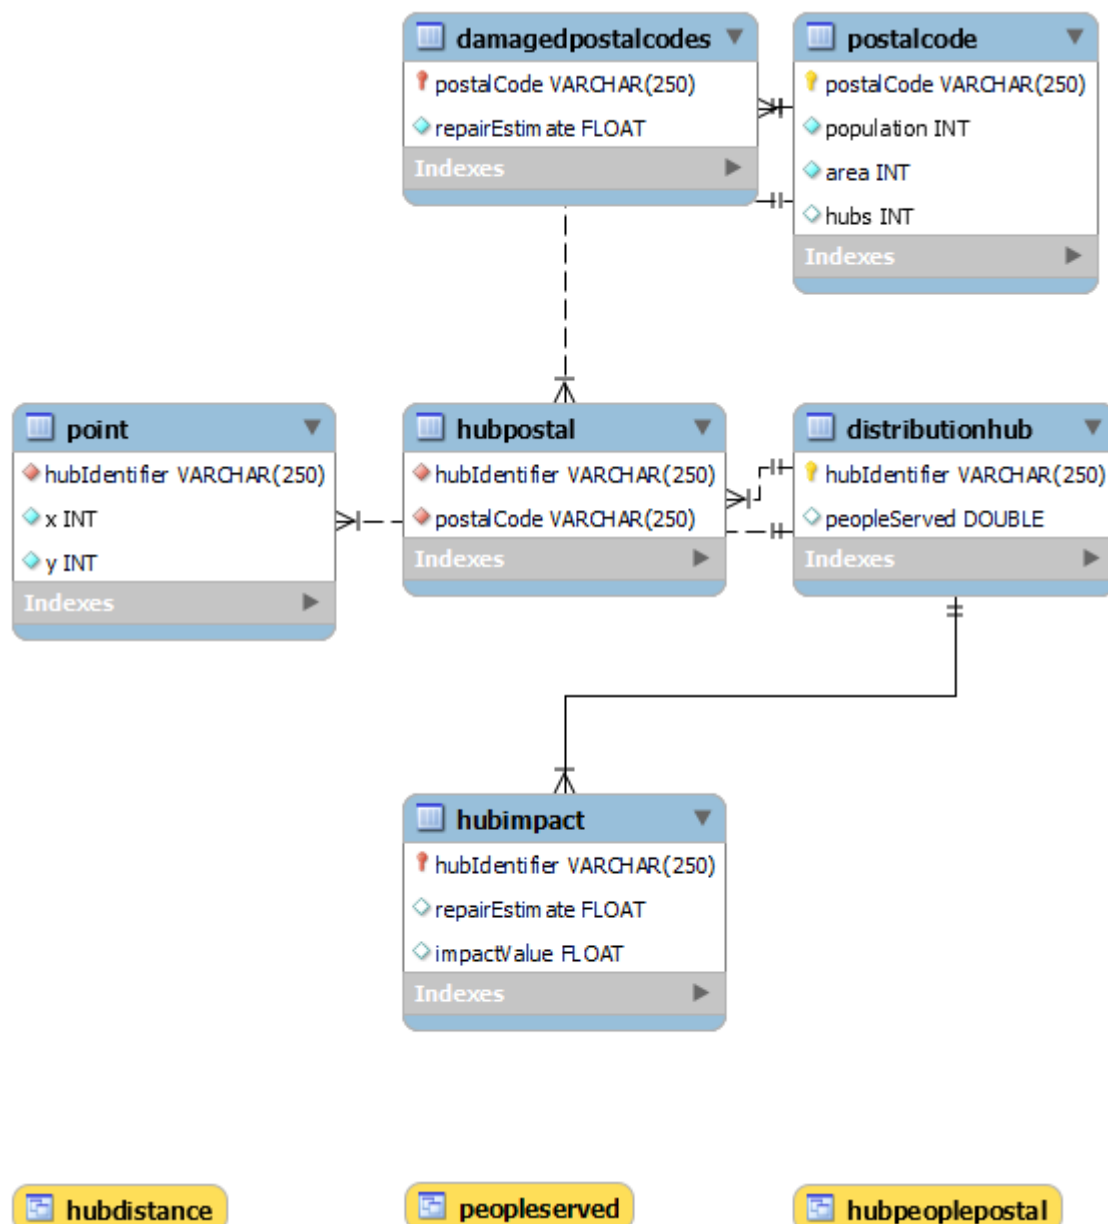 damagedpostalcodes
postalCode VARCHAR(250)
repairEstimate FLOAT
Indexes
postalcode
postalCode VARCHAR(250)
population INT
area INT
hubs INT
Indexes
point
hubIdentifier VARCHAR(250)
x INT
y INT
Indexes
hubpostal
hubIdentifier VARCHAR(250)
postalCode VARCHAR(250)
Indexes
distributionhub
hubIdentifier VARCHAR(250)
peopleServed DOUBLE
Indexes
hubimpact
hubIdentifier VARCHAR(250)
repairEstimate FLOAT
impactValue FLOAT
Indexes
hubdistance
peopleserved
hubpeoplepostal